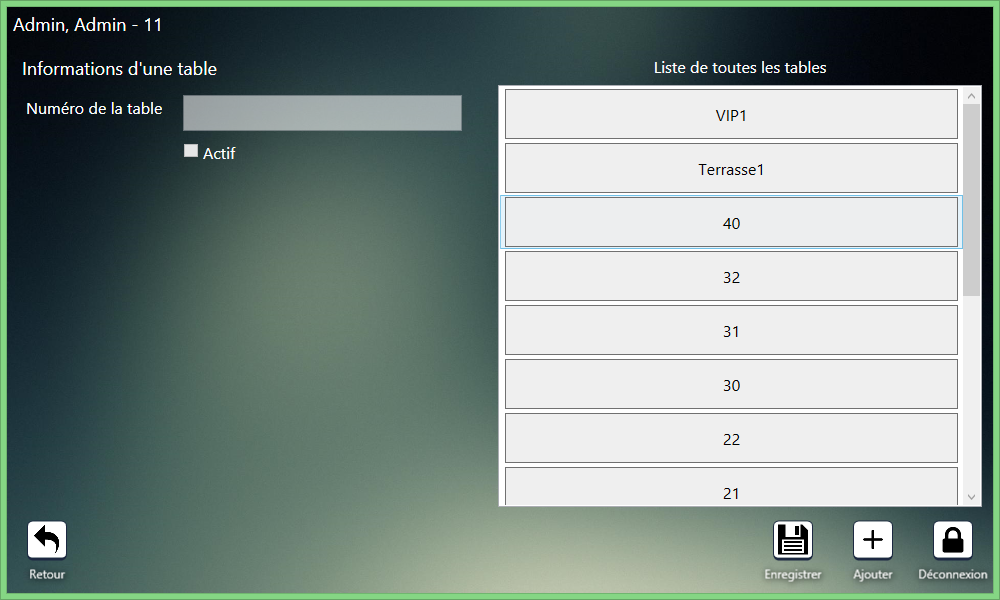 Admin, Admin - 11
Informations d'une table
Numéro de la table
Actif
Liste de toutes les tables
VIP1
Terrasse1
40
32
31
30
22
21
Retour
Enregistrer
Ajouter
Déconnexion